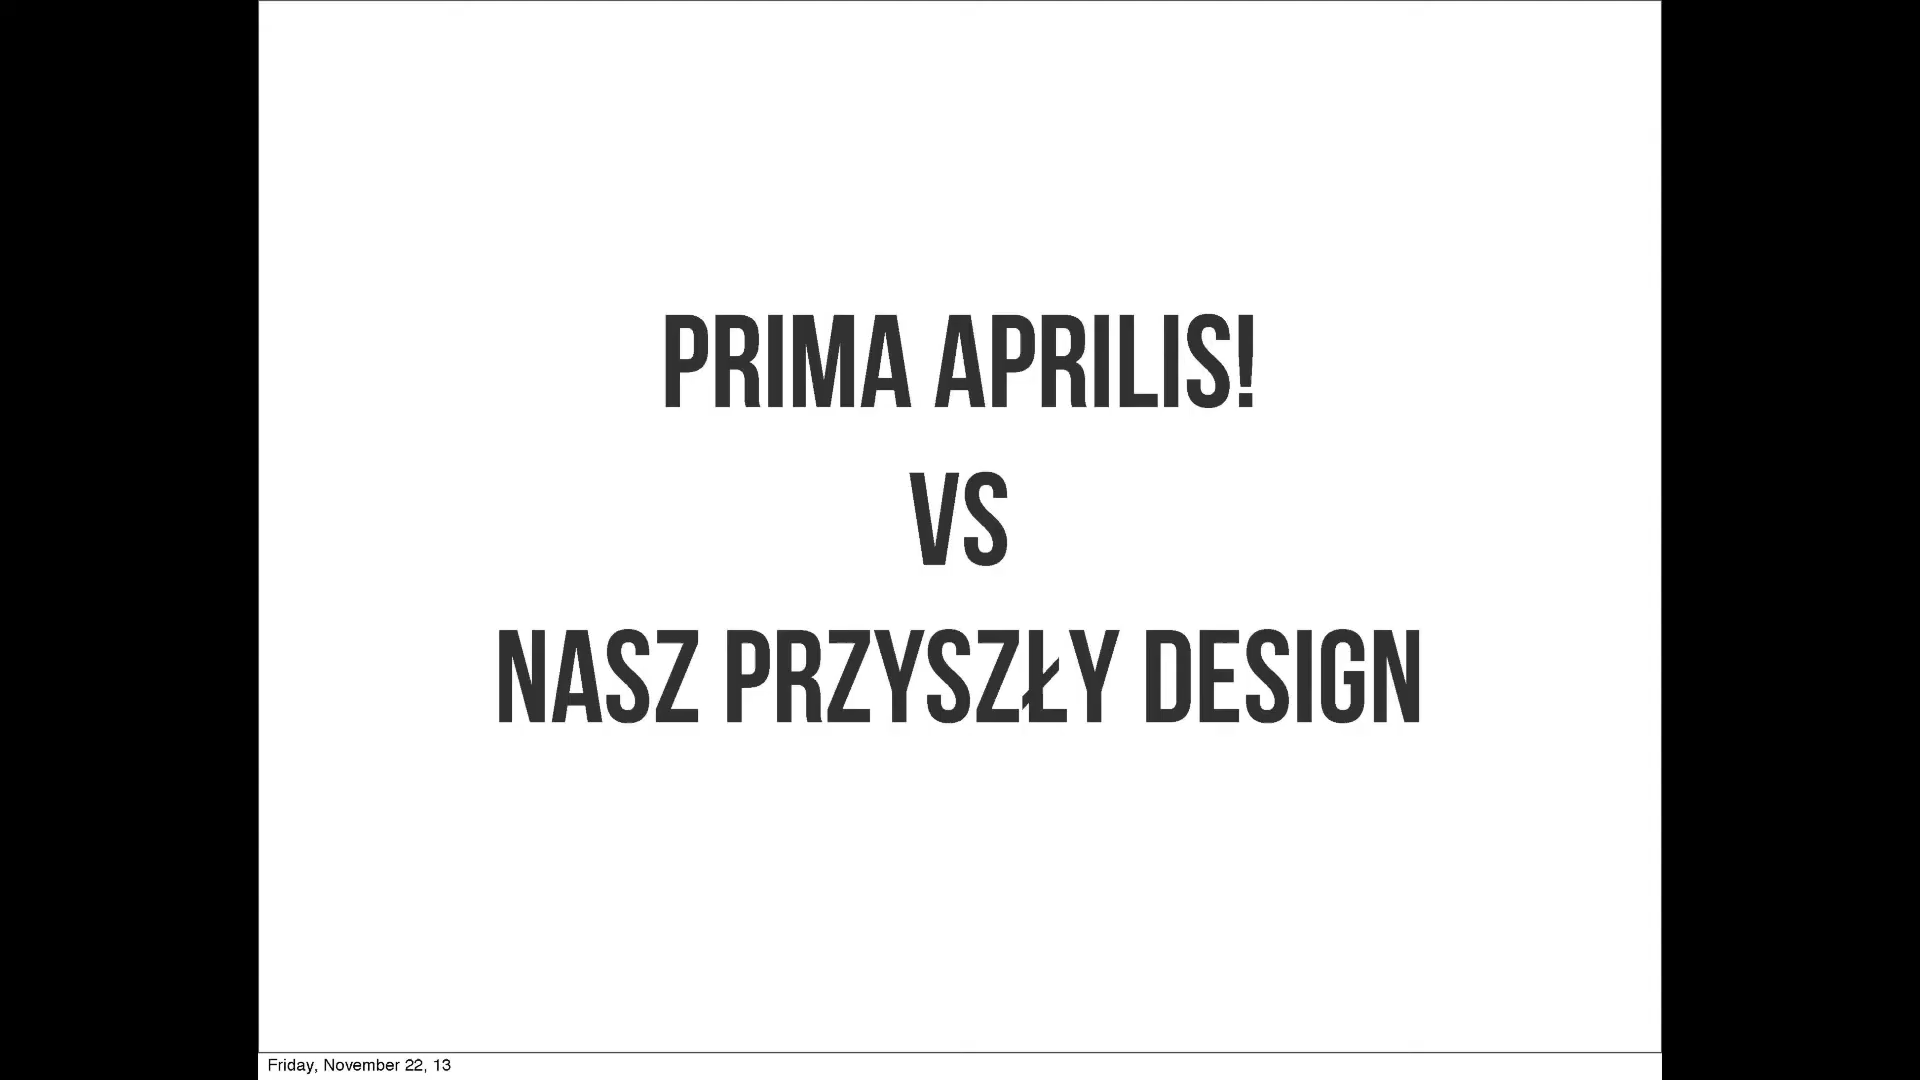 PRIMA APRILIS!
VS
NASZ PRZYSZŁY DESIGN
Friday, November 22, 13